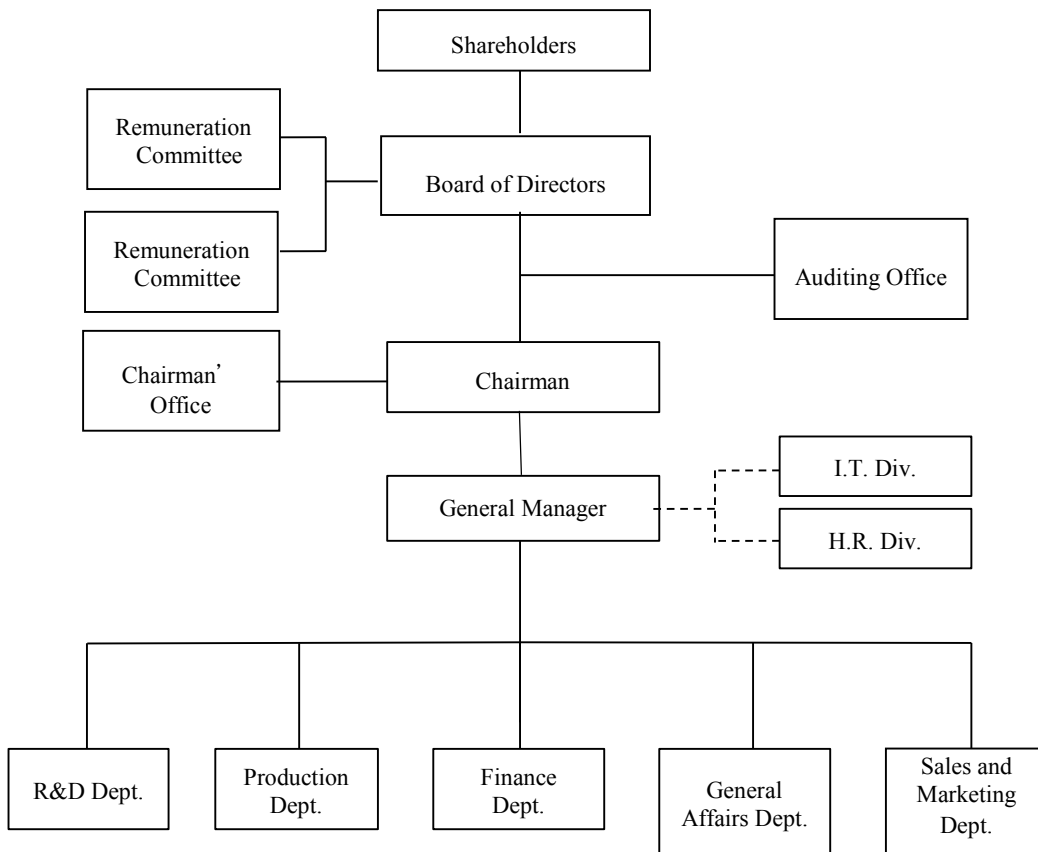 Shareholders
Remuneration
Committee
Board of Directors
Remuneration
Committee
Auditing Office
Chairman’
Office
Chairman
I.T. Div.
General Manager
H.R. Div.
R&D Dept.
Production
Dept.
Finance
Dept.
General
Affairs Dept.
Sales and
Marketing
Dept.